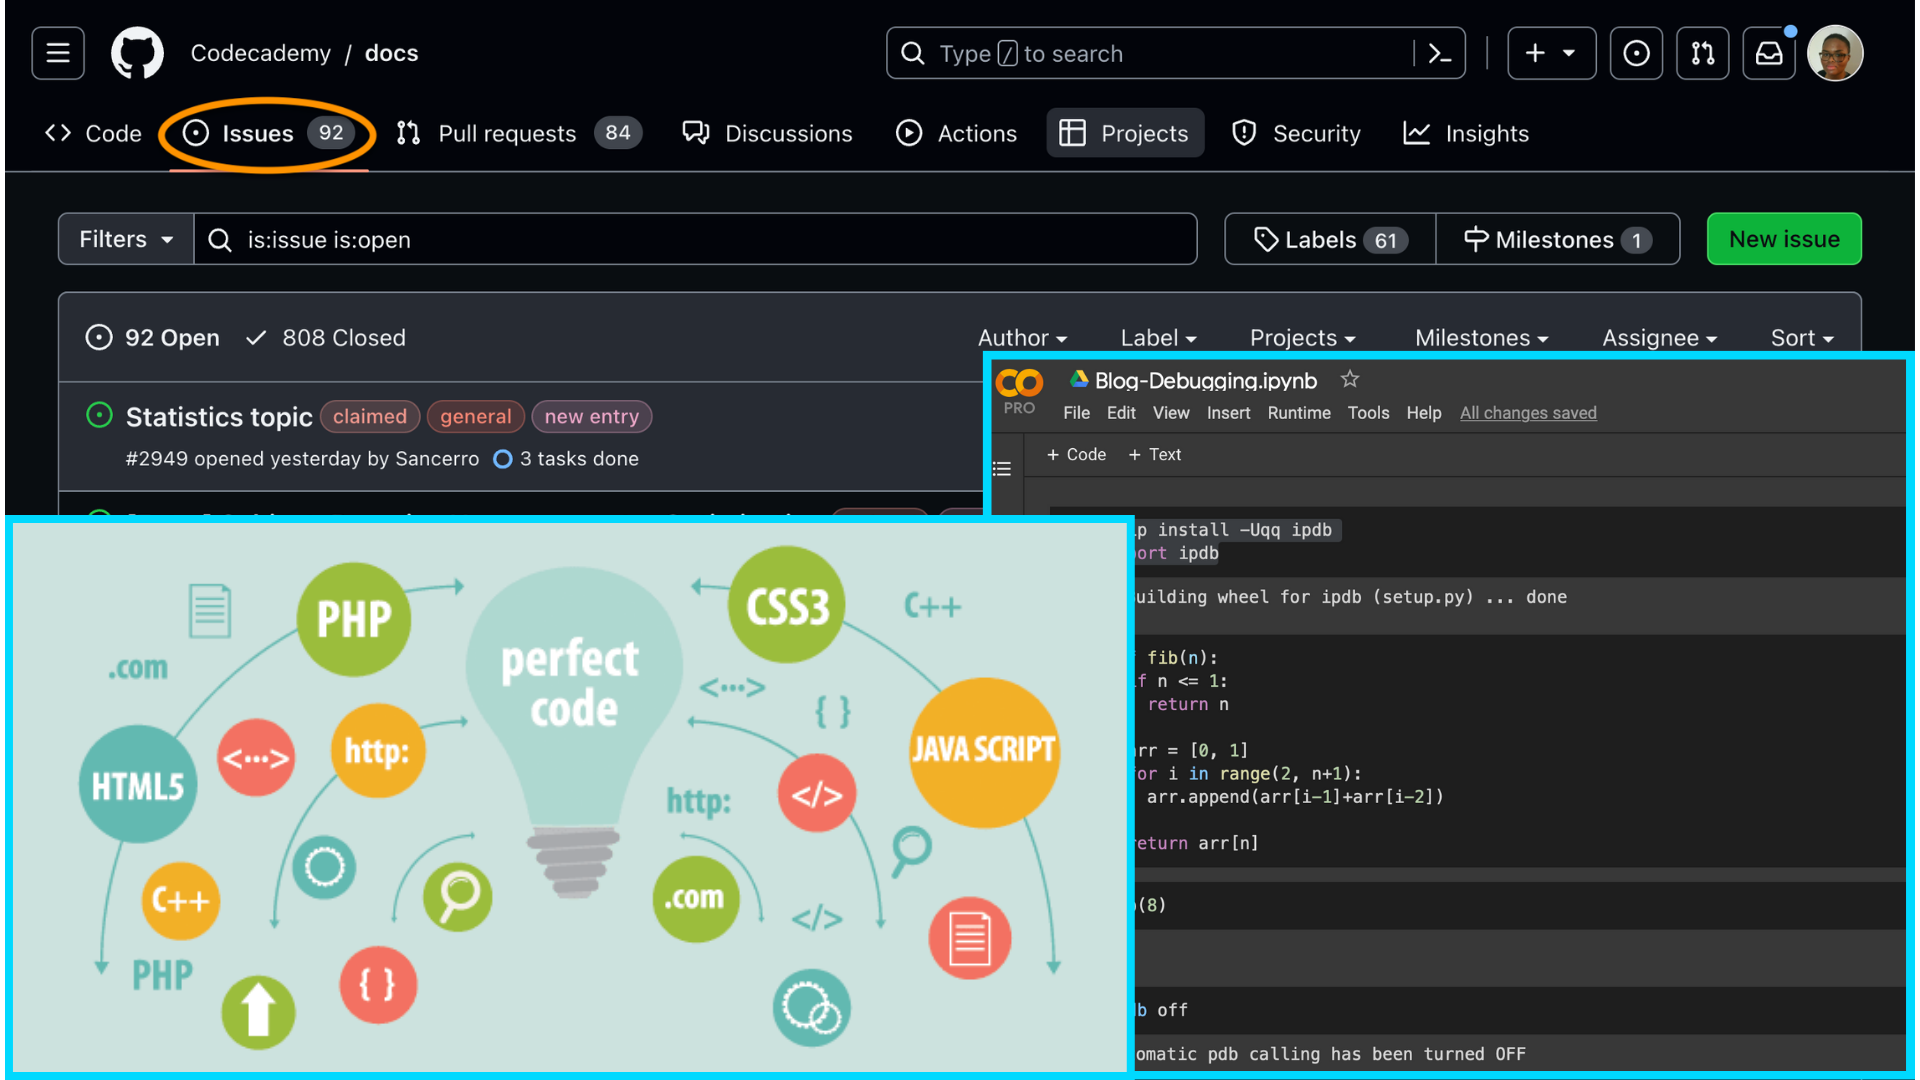 Codecademy / docs
Type / to search
Code
Issues 92
Pull requests 84
Discussions
Actions
Projects
Security
Insights
Filters
is:issue is:open
Labels 61
Milestones 1
New issue
92 Open
808 Closed
Author
Label
Projects
Milestones
Assignee
Sort
Statistics topic claimed general new entry
#2949 opened yesterday by Sancerro 3 tasks done
CO
PRO
Blog-Debugging.ipynb
File Edit View Insert Runtime Tools Help All changes saved
+ Code + Text
ip install -Uqq ipdb
ort ipdb
uilding wheel for ipdb (setup.py) ... done
fib(n):
f n <= 1:
return n
rr = [0, 1]
or i in range(2, n+1):
arr.append(arr[i-1]+arr[i-2])
return arr[n]
(8)
b off
omatic pdb calling has been turned OFF
PHP
CSS3
C++
.com
perfect
code
<...>
{ }
HTML5
<...>
http:
JAVA SCRIPT
http:
</>
C++
.com
</>
PHP
{ }